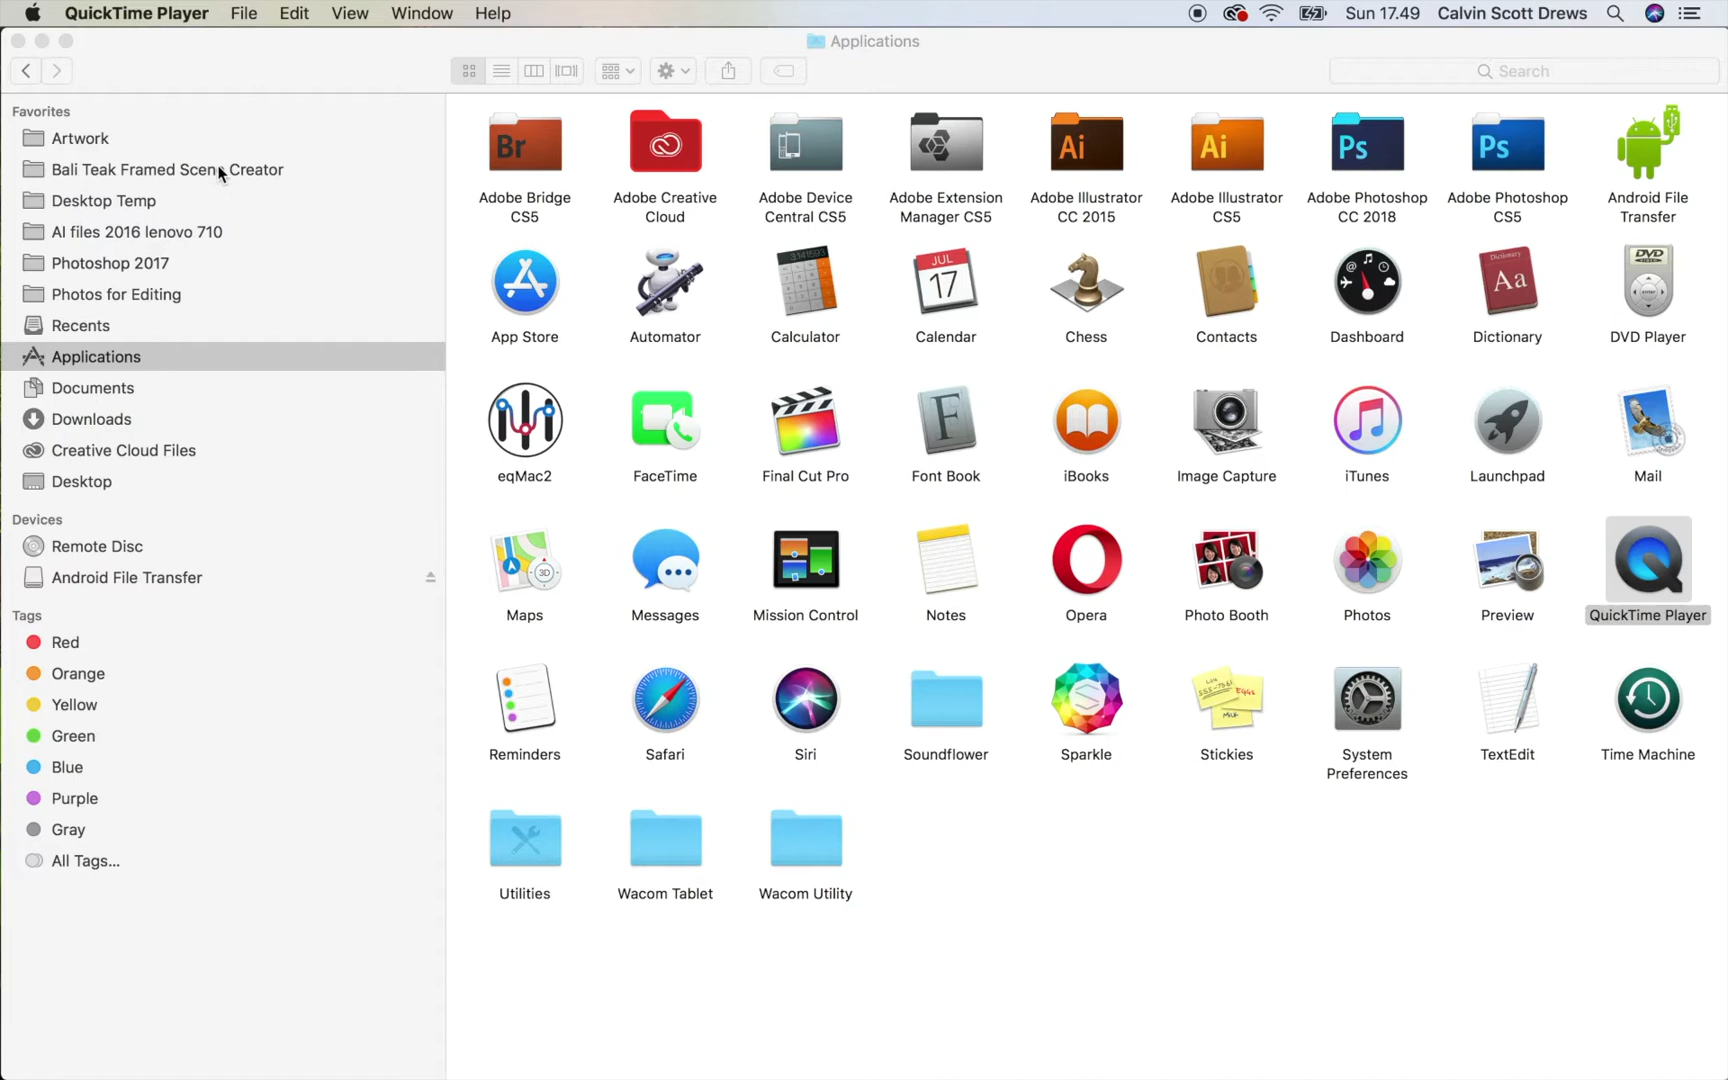 QuickTime Player File Edit View Window Help Sun 17.49 Calvin Scott Drews
Applications
Search
Favorites
Artwork
Bali Teak Framed Scene Creator
Desktop Temp
AI files 2016 lenovo 710
Photoshop 2017
Photos for Editing
Recents
Applications
Documents
Downloads
Creative Cloud Files
Desktop
Devices
Remote Disc
Android File Transfer
Tags
Red
Orange
Yellow
Green
Blue
Purple
Gray
All Tags...
Br Ai Ai Ps Ps
Adobe Bridge CS5
Adobe Creative Cloud
Adobe Device Central CS5
Adobe Extension Manager CS5
Adobe Illustrator CC 2015
Adobe Illustrator CS5
Adobe Photoshop CC 2018
Adobe Photoshop CS5
Android File Transfer
JUL
17
Dictionary
Aa
DVD
App Store Automator Calculator Calendar Chess Contacts Dashboard Dictionary DVD Player
F
eqMac2 FaceTime Final Cut Pro Font Book iBooks Image Capture iTunes Launchpad Mail
3D
Maps Messages Mission Control Notes Opera Photo Booth Photos Preview QuickTime Player
EGGS
MILK
Reminders Safari Siri Soundflower Sparkle Stickies System Preferences TextEdit Time Machine
Utilities Wacom Tablet Wacom Utility